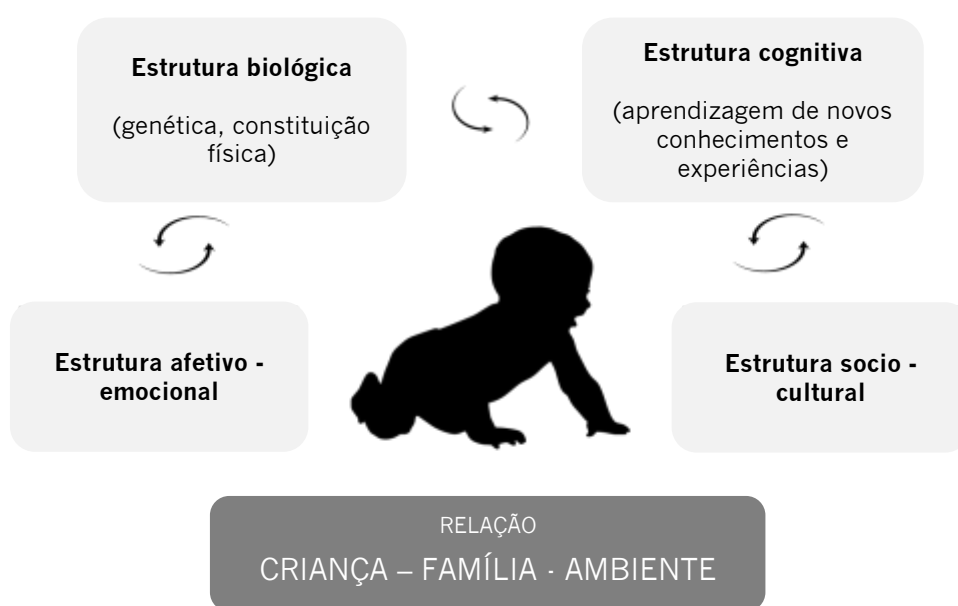 Estrutura biológica
(genética, constituição
física)
Estrutura cognitiva
(aprendizagem de novos
conhecimentos e
experiências)
Estrutura afetivo -
emocional
Estrutura socio -
cultural
RELAÇÃO
CRIANÇA – FAMÍLIA - AMBIENTE